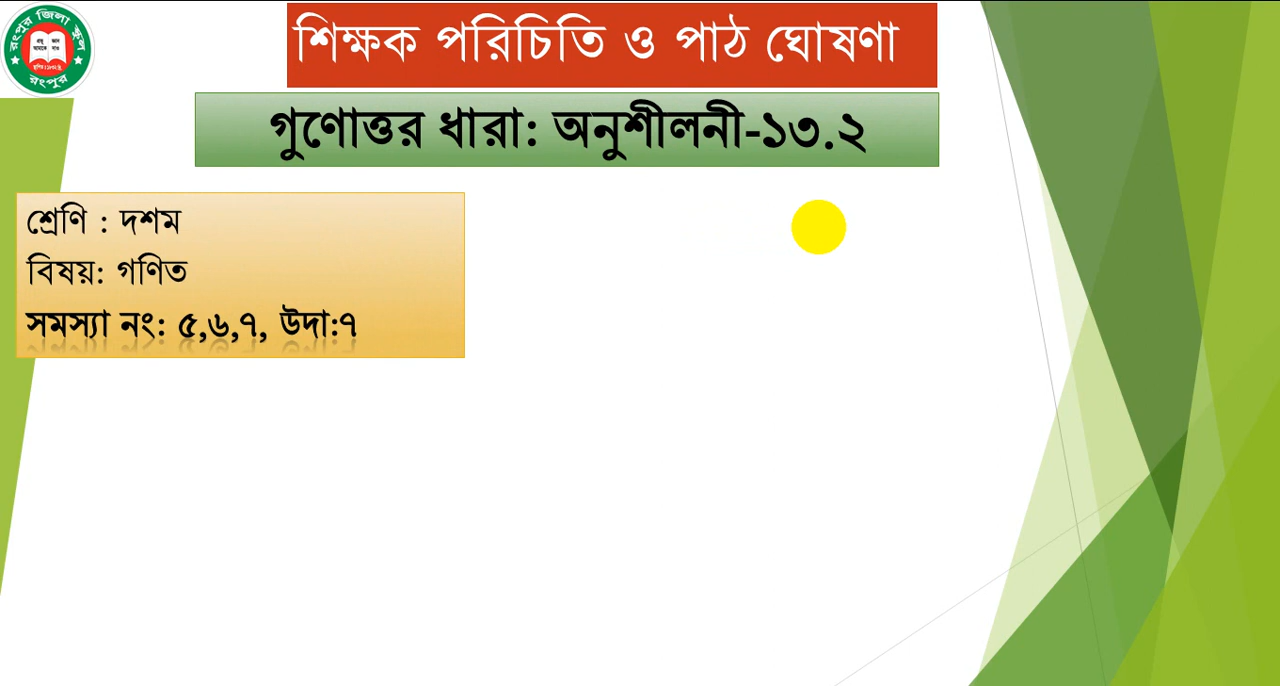 রংপুর জিলা স্কুল
রংপুর
শিক্ষক পরিচিতি ও পাঠ ঘোষণা
গুণোত্তর ধারা: অনুশীলনী-১৩.২
শ্রেণি : দশম
বিষয়: গণিত
সমস্যা নং: ৫,৬,৭, উদা:৭